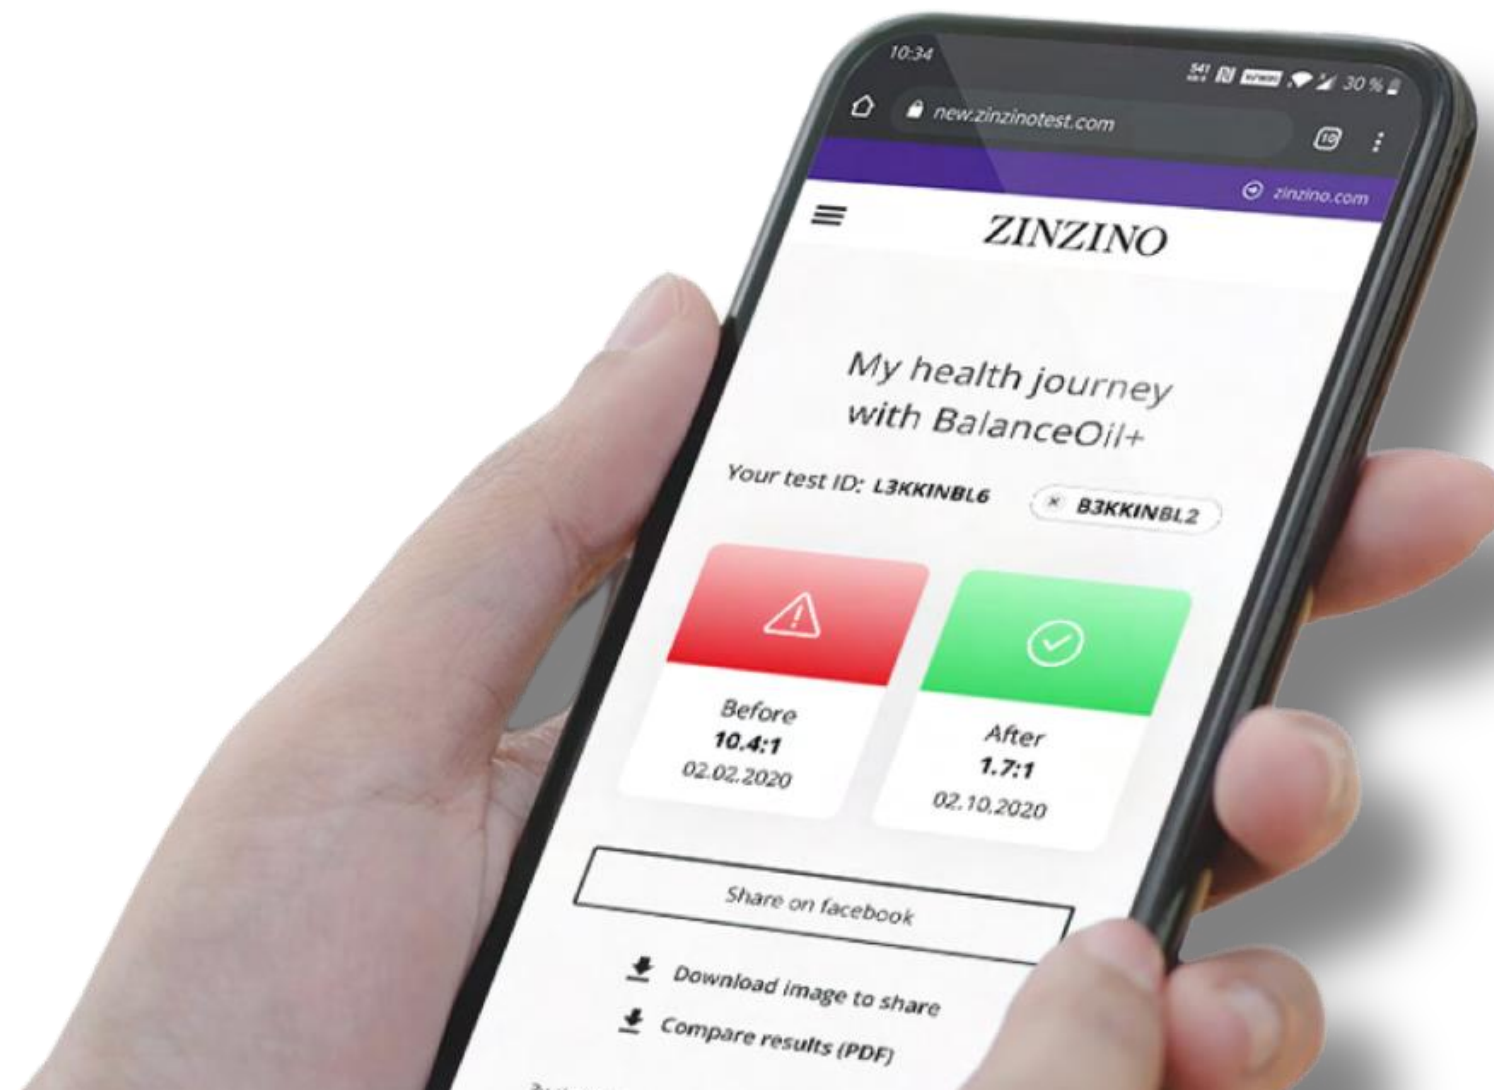 10:34
541
30 %
new.zinzinotest.com
10
zinzino.com
ZINZINO
My health journey
with BalanceOil+
Your test ID: L3KKINBL6
× B3KKINBL2
Before
10.4:1
02.02.2020
After
1.7:1
02.10.2020
Share on facebook
Download image to share
Compare results (PDF)